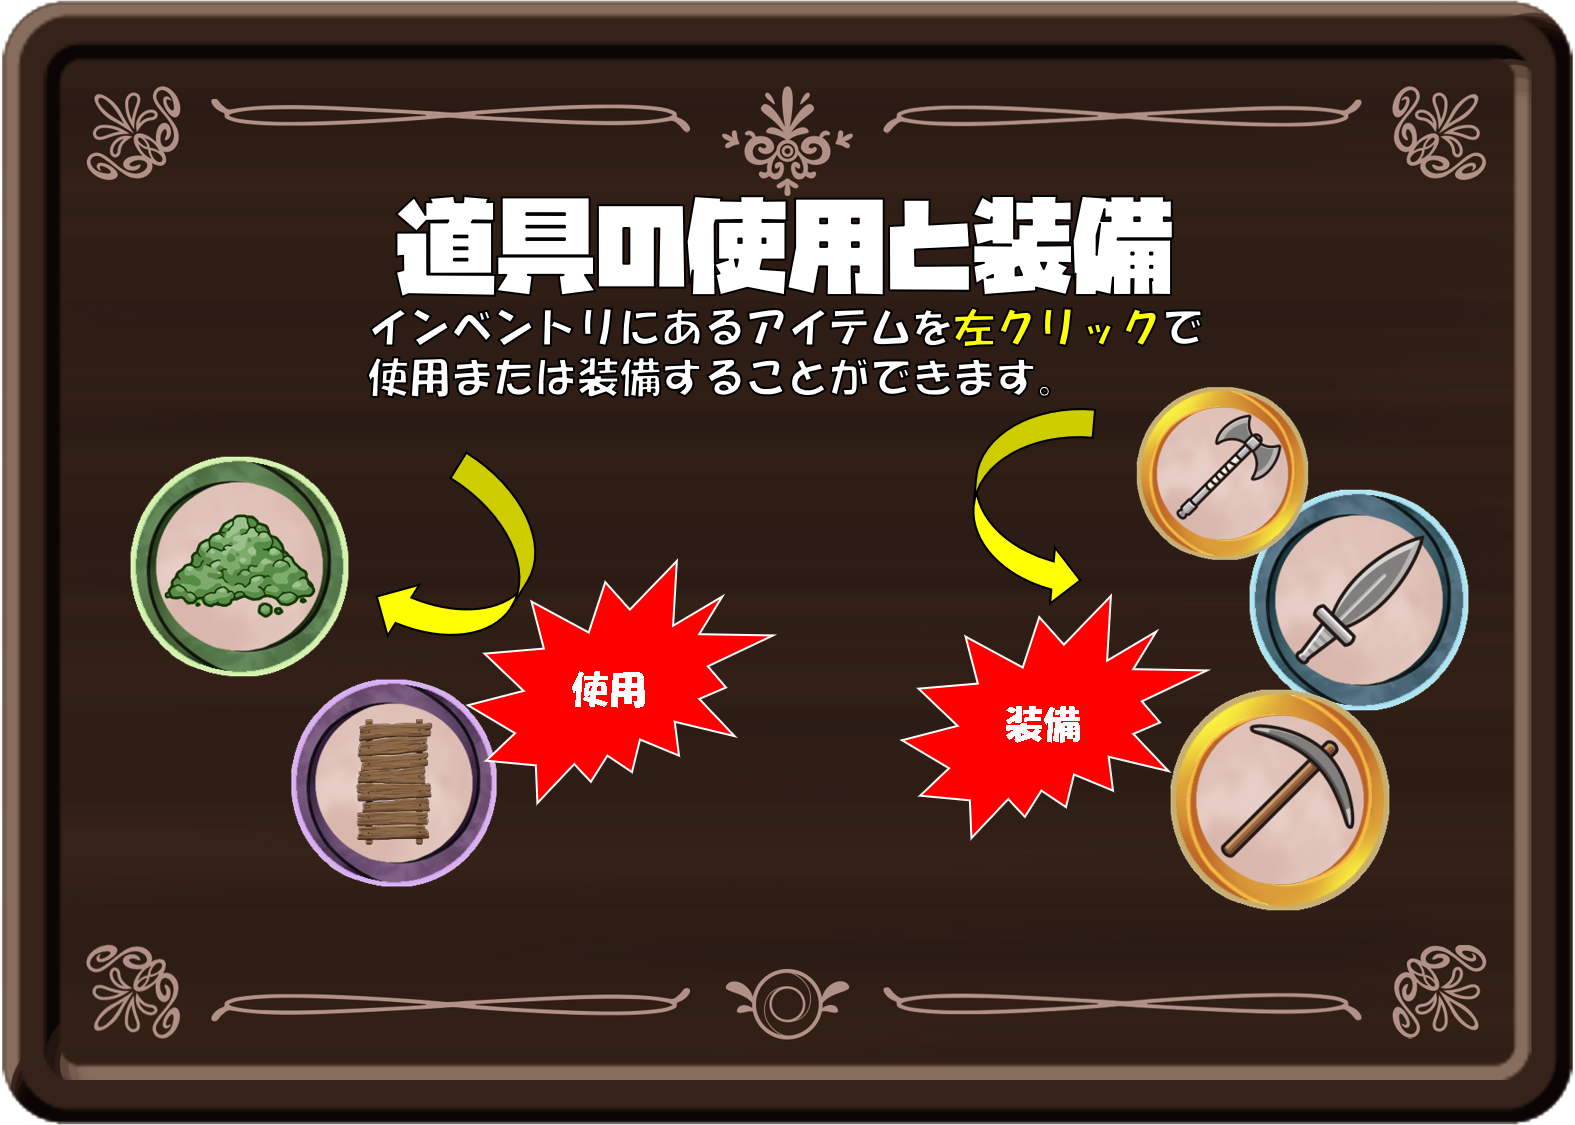 道具の使用と装備
インベントリにあるアイテムを左クリックで
使用または装備することができます。
使用
装備